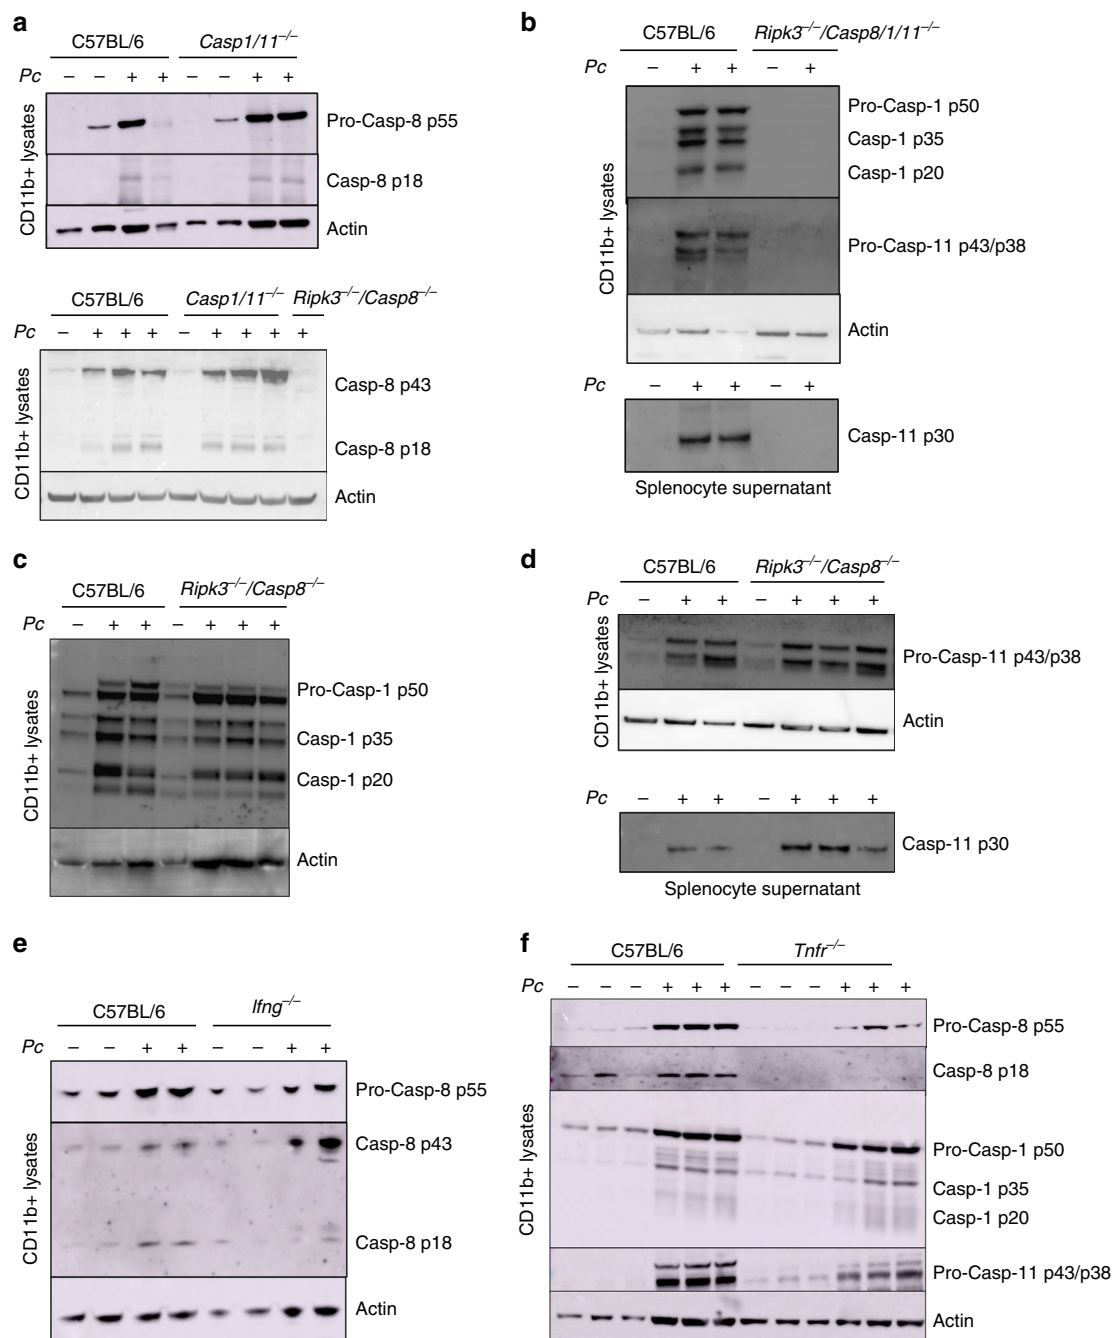 a
C57BL/6 Casp1/11–/–
Pc – – + + – – + +
CD11b+ lysates
Pro-Casp-8 p55
Casp-8 p18
Actin
C57BL/6 Casp1/11–/– Ripk3–/–/Casp8–/–
Pc – + + + – + + + +
CD11b+ lysates
Casp-8 p43
Casp-8 p18
Actin
b
C57BL/6 Ripk3–/–/Casp8/1/11–/–
Pc – + + – +
CD11b+ lysates
Pro-Casp-1 p50
Casp-1 p35
Casp-1 p20
Pro-Casp-11 p43/p38
Actin
Pc – + + – +
Casp-11 p30
Splenocyte supernatant
c
C57BL/6 Ripk3–/–/Casp8–/–
Pc – + + – + + +
CD11b+ lysates
Pro-Casp-1 p50
Casp-1 p35
Casp-1 p20
Actin
d
C57BL/6 Ripk3–/–/Casp8–/–
Pc – + + – + + +
CD11b+ lysates
Pro-Casp-11 p43/p38
Actin
Pc – + + – + + +
Casp-11 p30
Splenocyte supernatant
e
C57BL/6 Ifng–/–
Pc – – + + – – + +
CD11b+ lysates
Pro-Casp-8 p55
Casp-8 p43
Casp-8 p18
Actin
f
C57BL/6 Tnfr–/–
Pc – – – + + + – – – + + +
CD11b+ lysates
Pro-Casp-8 p55
Casp-8 p18
Pro-Casp-1 p50
Casp-1 p35
Casp-1 p20
Pro-Casp-11 p43/p38
Actin